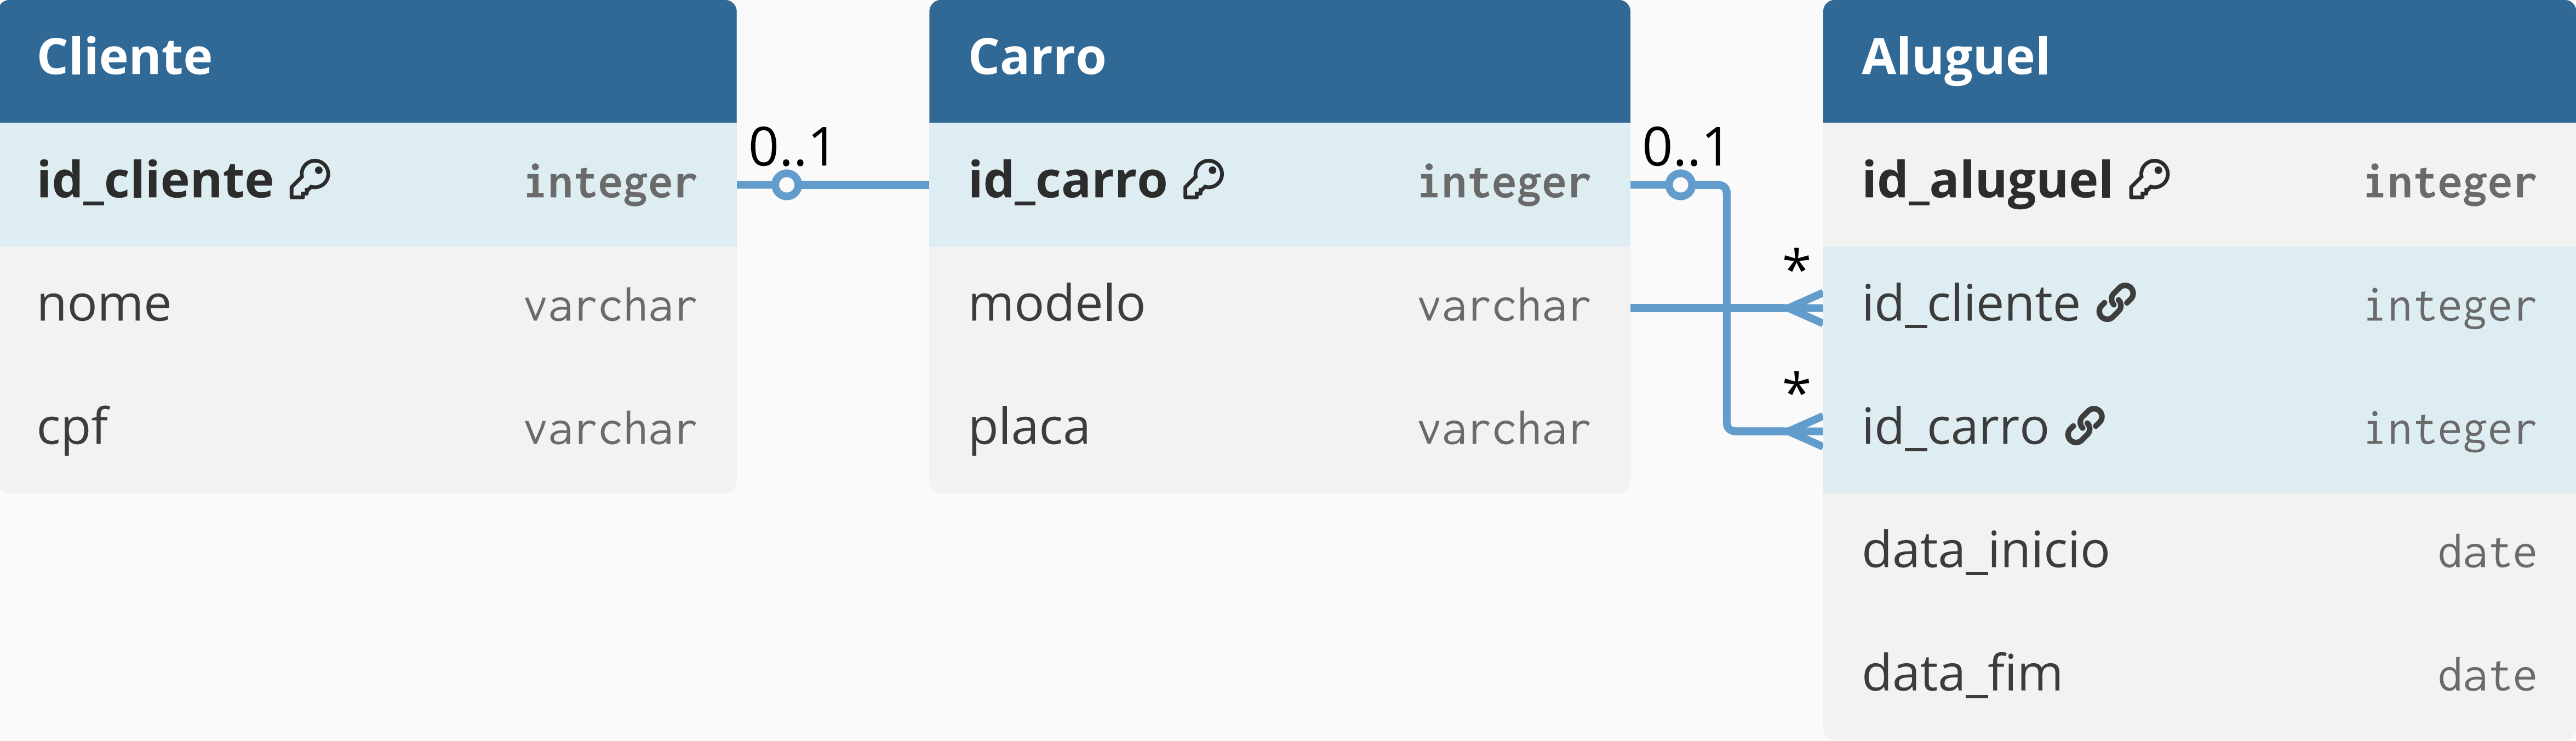 Cliente
id_cliente integer
nome varchar
cpf varchar
0..1
Carro
id_carro integer
modelo varchar
placa varchar
0..1
*
*
Aluguel
id_aluguel integer
id_cliente integer
id_carro integer
data_inicio date
data_fim date